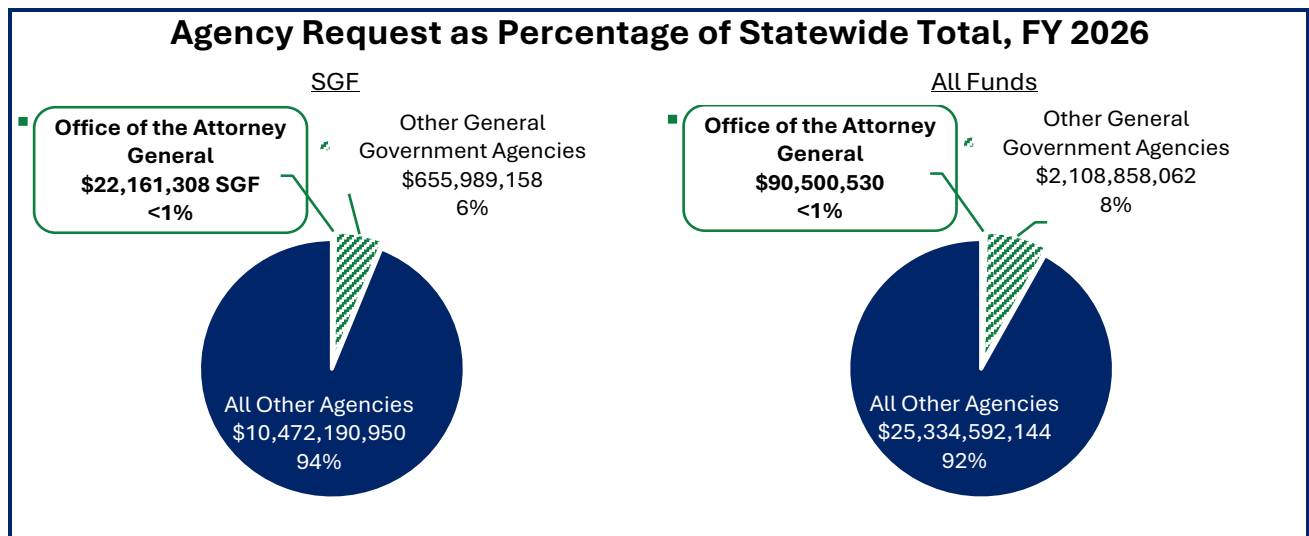 Agency Request as Percentage of Statewide Total, FY 2026
SGF
Office of the Attorney
General
$22,161,308 SGF
<1%
Other General
Government Agencies
$655,989,158
6%
All Other Agencies
$10,472,190,950
94%
All Funds
Office of the Attorney
General
$90,500,530
<1%
Other General
Government Agencies
$2,108,858,062
8%
All Other Agencies
$25,334,592,144
92%